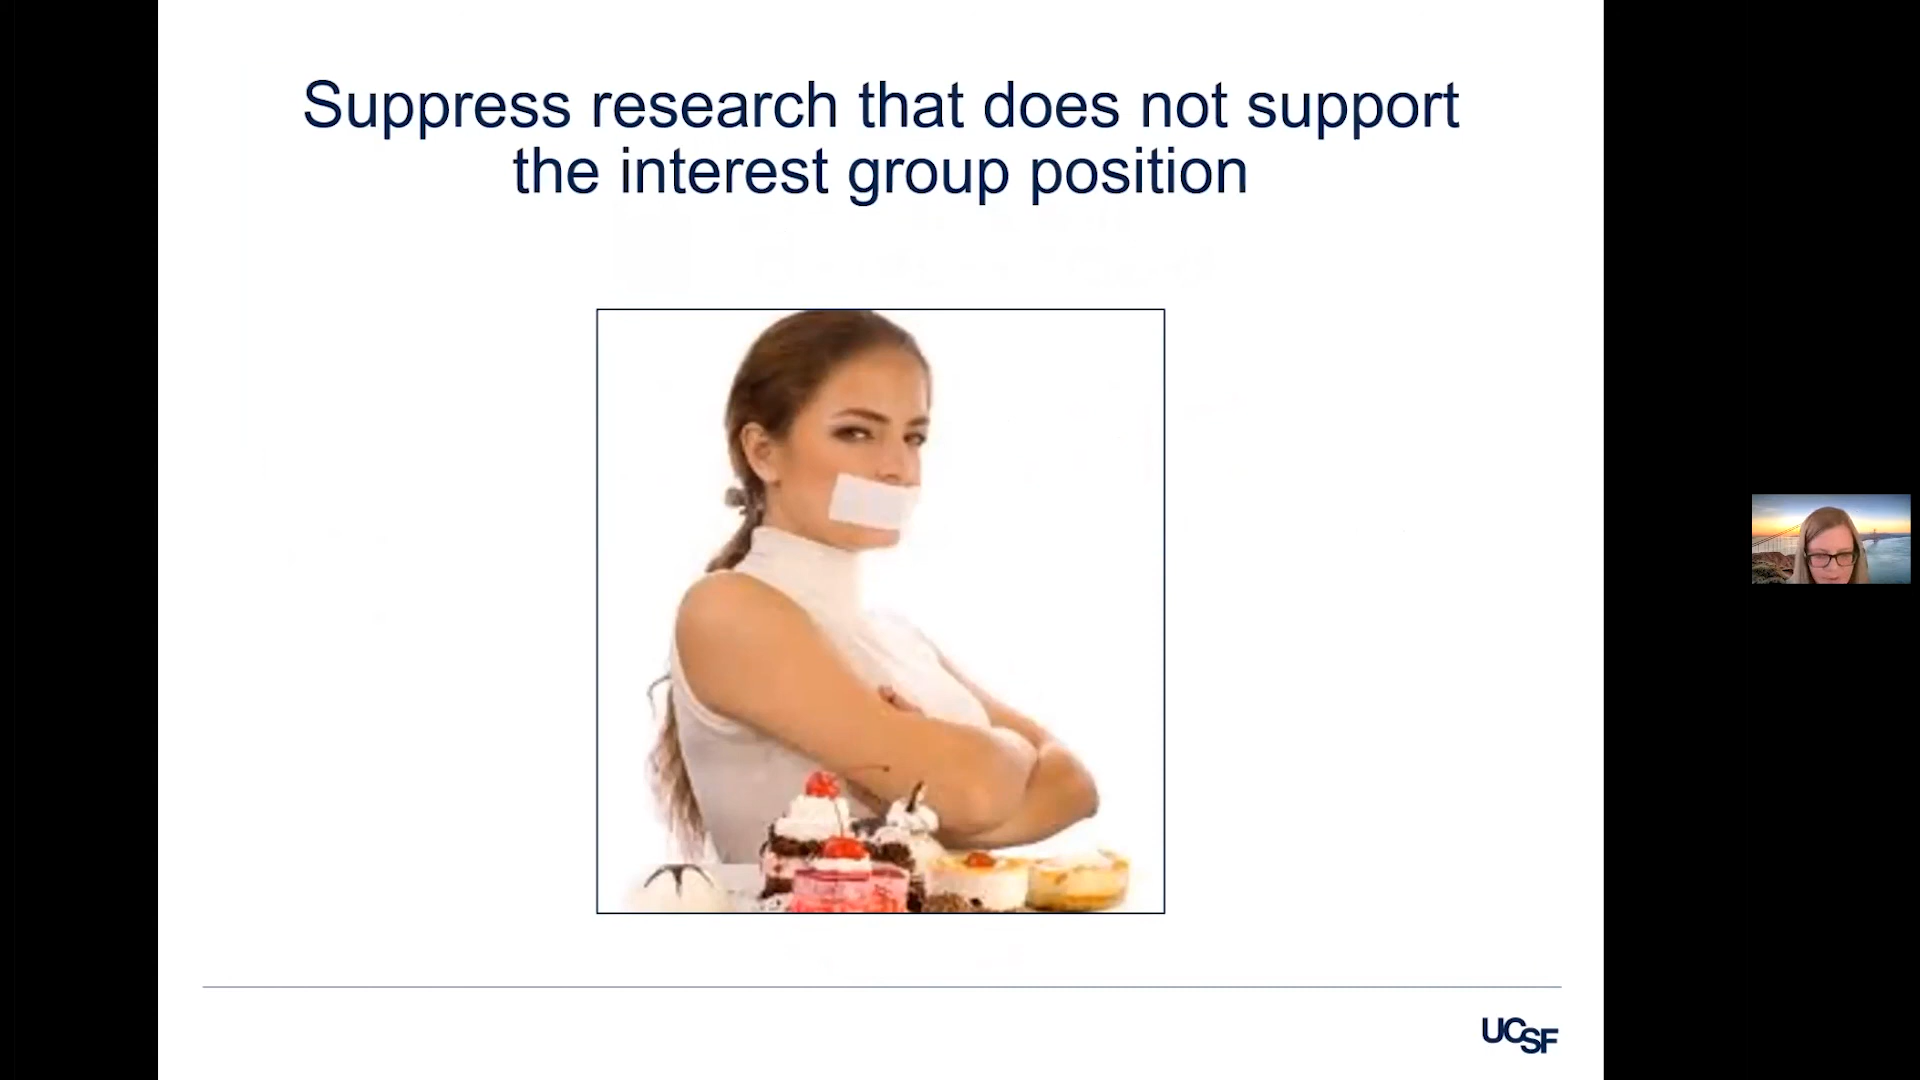 Suppress research that does not support
the interest group position
UCSF